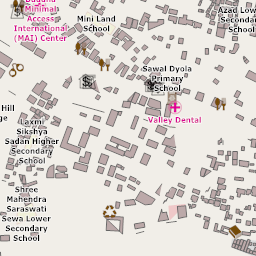 Minimal
Access
International
(MAI) Center
Mini Land
School
Azad Low
Secondar
School
Sawal Dyola
Primary
School
Valley Dental
Hill
ge
Laxmi
Sikshya
Sadan Higher
Secondary
School
Shree
Mahendra
Saraswati
Sewa Lower
Secondary
School